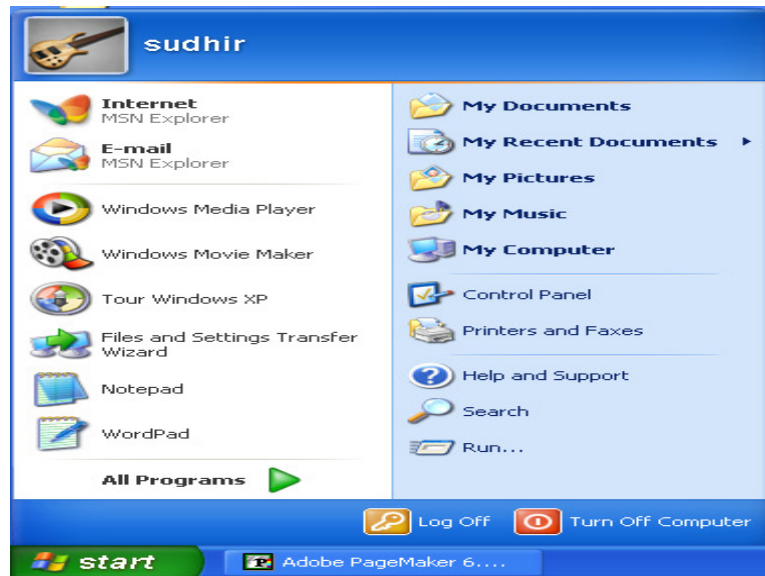 sudhir
Internet
MSN Explorer
E-mail
MSN Explorer
Windows Media Player
Windows Movie Maker
Tour Windows XP
Files and Settings Transfer
Wizard
Notepad
WordPad
All Programs
My Documents
My Recent Documents
My Pictures
My Music
My Computer
Control Panel
Printers and Faxes
Help and Support
Search
Run...
Log Off
Turn Off Computer
start
Adobe PageMaker 6....